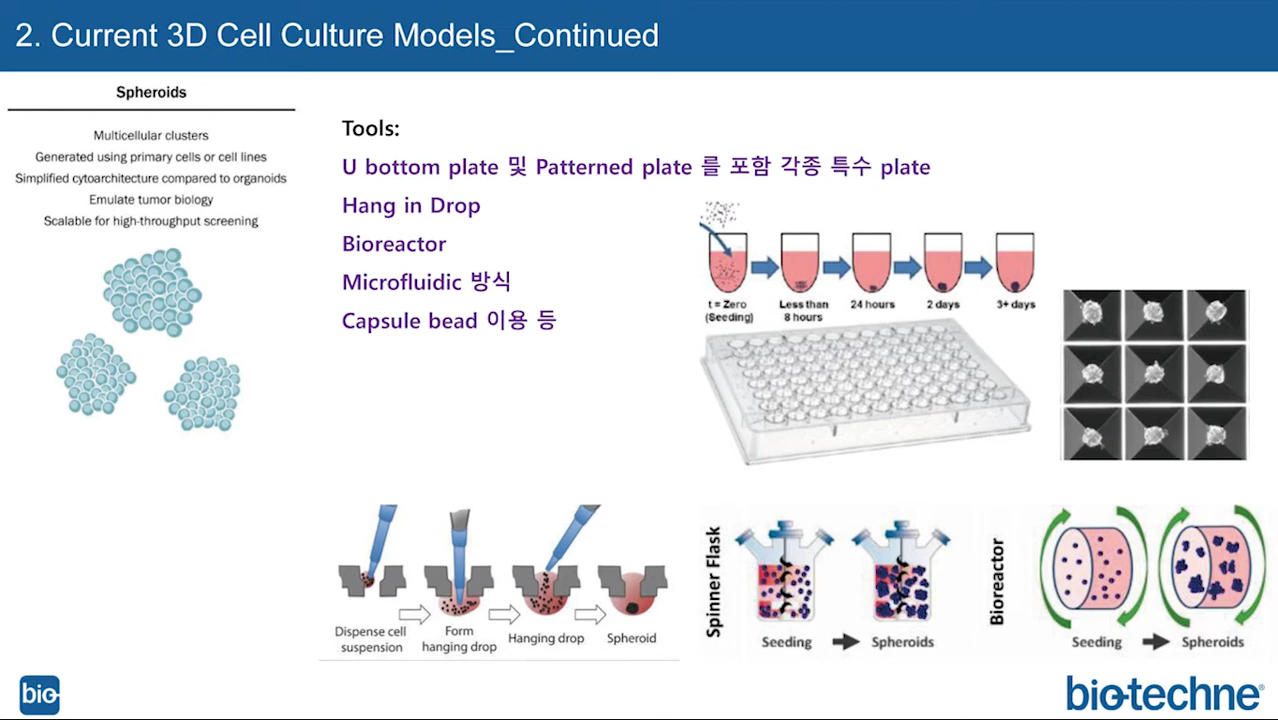 2. Current 3D Cell Culture Models_Continued
Spheroids
Multicellular clusters
Generated using primary cells or cell lines
Simplified cytoarchitecture compared to organoids
Emulate tumor biology
Scalable for high-throughput screening
Tools:
U bottom plate 및 Patterned plate 를 포함 각종 특수 plate
Hang in Drop
Bioreactor
Microfluidic 방식
Capsule bead 이용 등
t = Zero
(Seeding)
Less than
8 hours
24 hours
2 days
3+ days
Dispense cell
suspension
Form
hanging drop
Hanging drop
Spheroid
Spinner Flask
Seeding
Spheroids
Bioreactor
Seeding
Spheroids
bio
bio-techne®